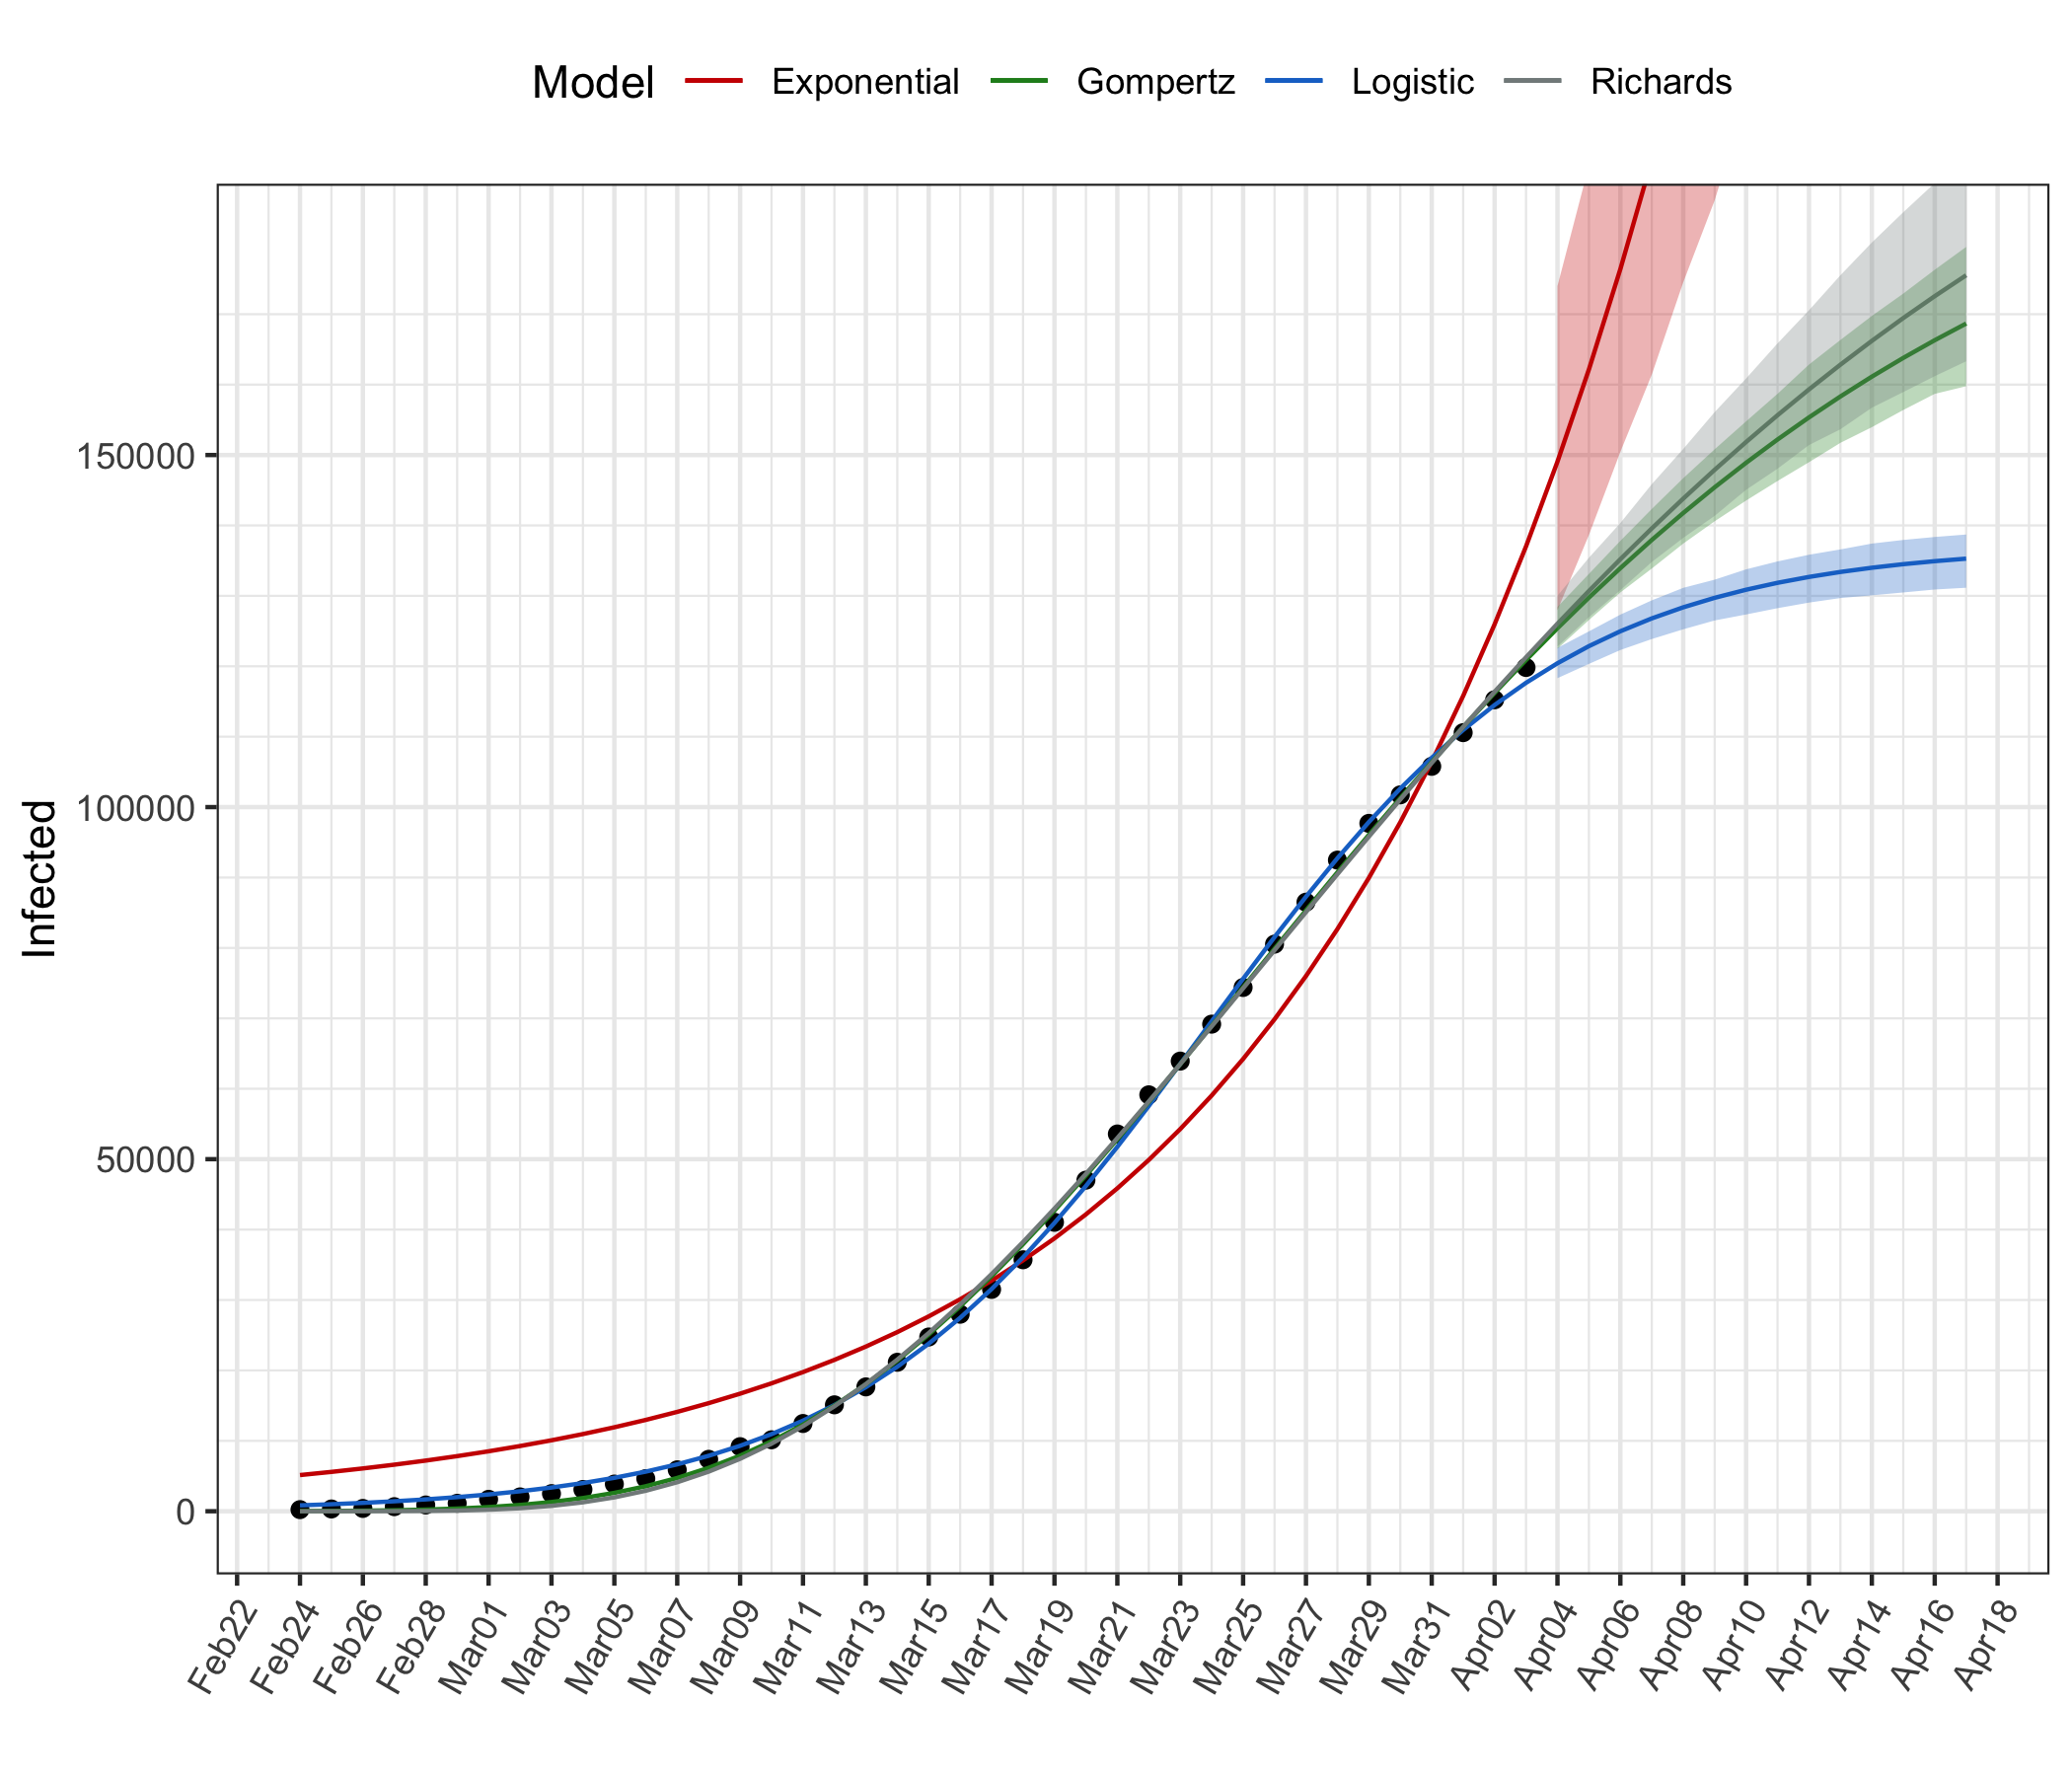 Model Exponential Gompertz Logistic Richards
Infected
150000
100000
50000
0
Feb22 Feb24 Feb26 Feb28 Mar01 Mar03 Mar05 Mar07 Mar09 Mar11 Mar13 Mar15 Mar17 Mar19 Mar21 Mar23 Mar25 Mar27 Mar29 Mar31 Apr02 Apr04 Apr06 Apr08 Apr10 Apr12 Apr14 Apr16 Apr18